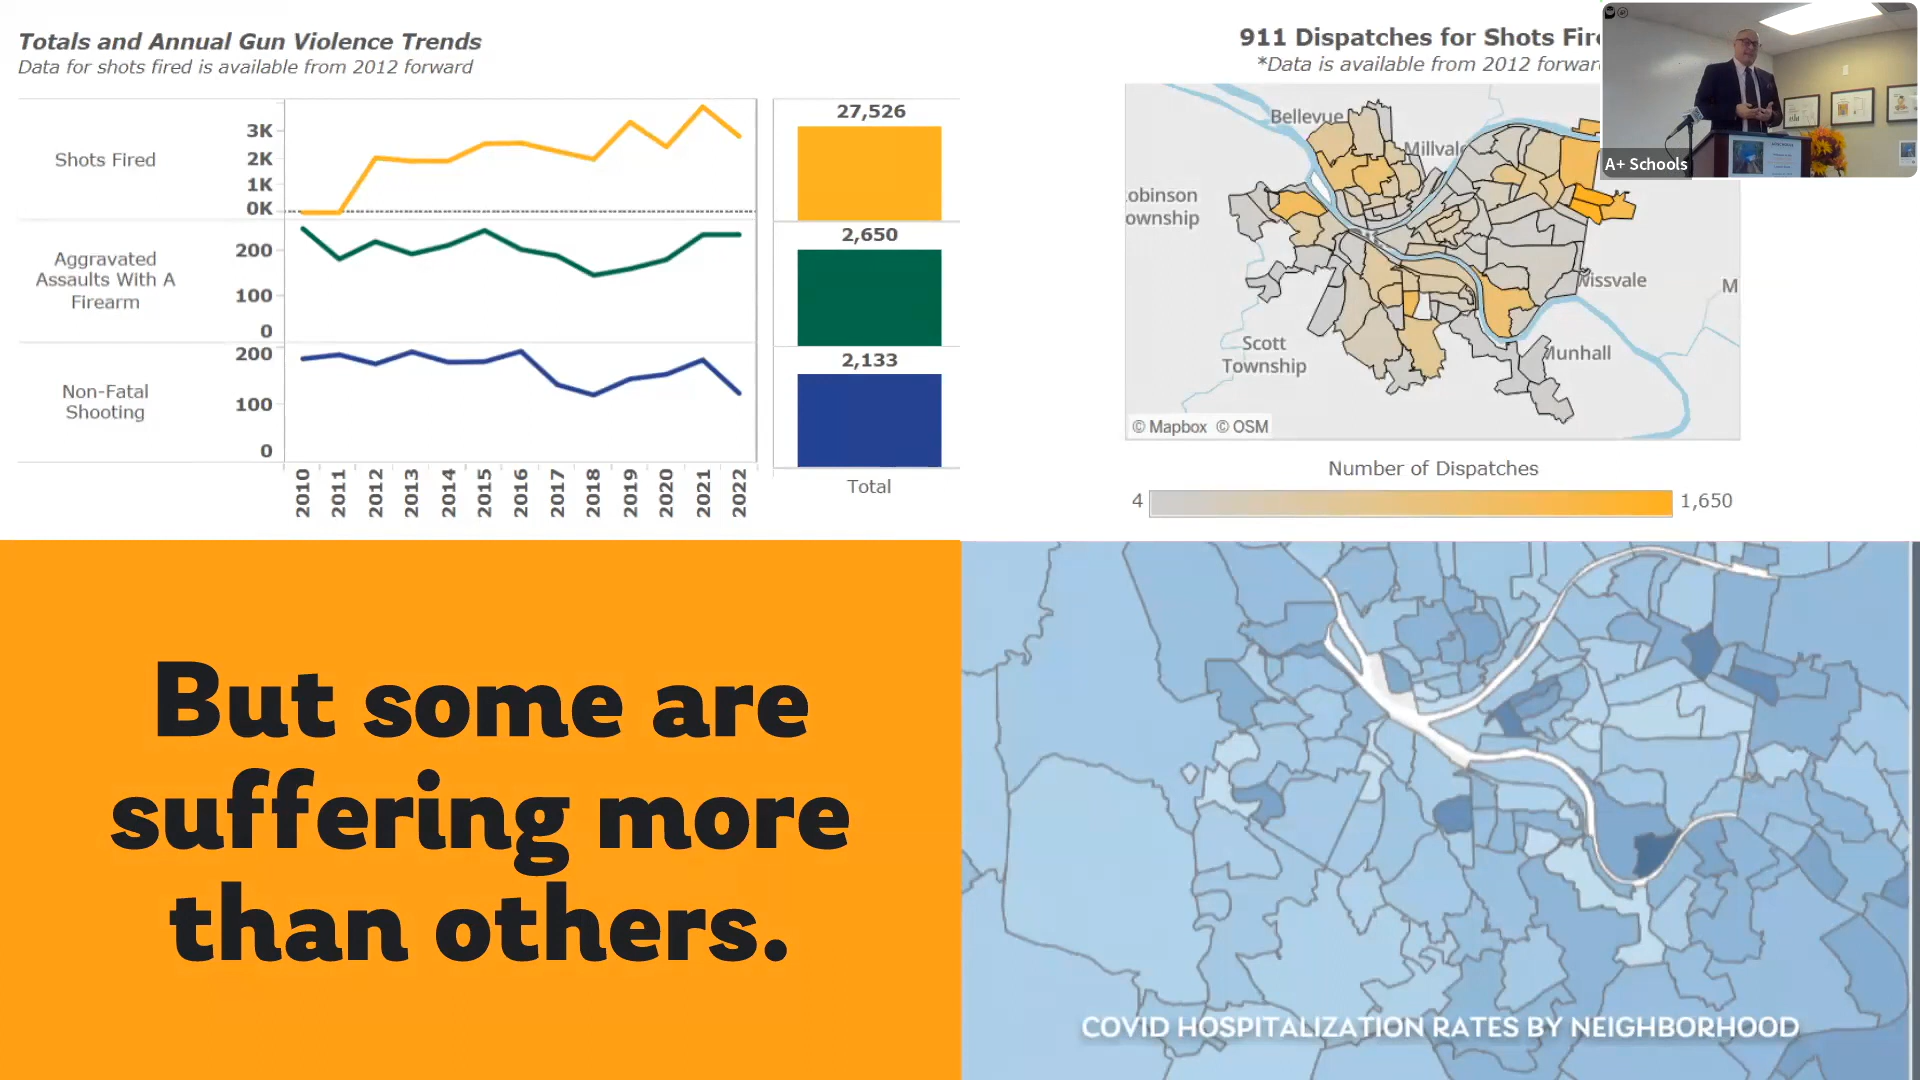 Totals and Annual Gun Violence Trends
Data for shots fired is available from 2012 forward
Shots Fired
3K
2K
1K
0K
27,526
Aggravated
Assaults With A
Firearm
200
100
0
2,650
Non-Fatal
Shooting
200
100
0
2,133
2010
2011
2012
2013
2014
2015
2016
2017
2018
2019
2020
2021
2022
Total
911 Dispatches for Shots Fire
*Data is available from 2012 forward
Bellevue
Millvale
obinson
ownship
Wissvale
M
Scott
Township
Munhall
© Mapbox © OSM
Number of Dispatches
4
1,650
A+ Schools
But some are
suffering more
than others.
COVID HOSPITALIZATION RATES BY NEIGHBORHOOD